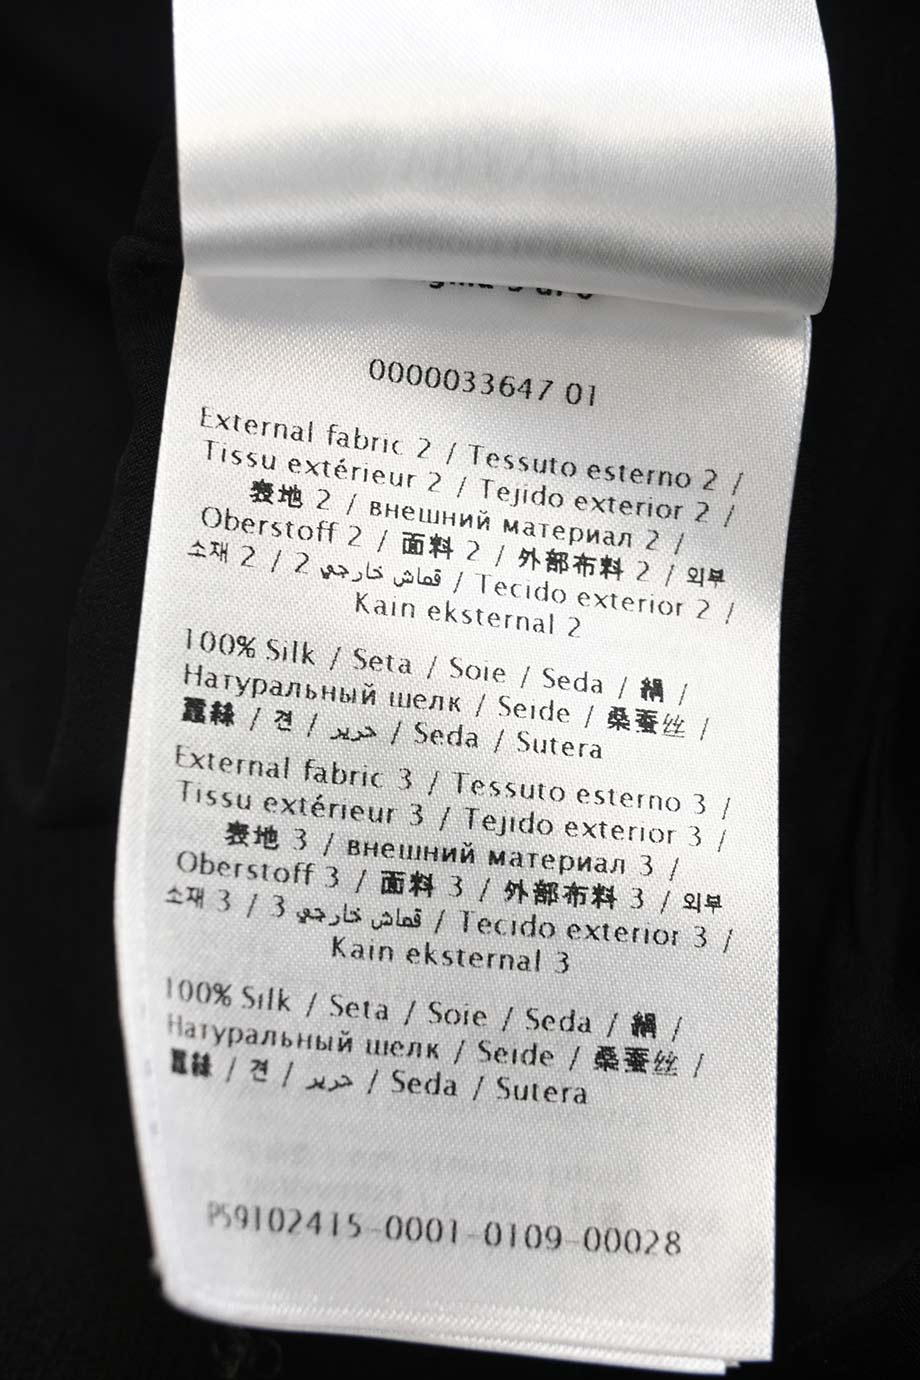 0000033647 01
External fabric 2 / Tessuto esterno 2 /
Tissu extérieur 2 / Tejido exterior 2 /
表地 2 / внешний материал 2 /
Oberstoff 2 / 面料 2 / 外部布料 2 / 외부
소재 2 / 2 قماش خارجي / Tecido exterior 2 /
Kain eksternal 2
100% Silk / Seta / Soie / Seda / 絹 /
Натуральный шелк / Seide / 桑蚕丝 /
蠶絲 / 견 / حرير / Seda / Sutera
External fabric 3 / Tessuto esterno 3 /
Tissu extérieur 3 / Tejido exterior 3 /
表地 3 / внешний материал 3 /
Oberstoff 3 / 面料 3 / 外部布料 3 / 외부
소재 3 / 3 قماش خارجي / Tecido exterior 3 /
Kain eksternal 3
100% Silk / Seta / Soie / Seda / 絹 /
Натуральный шелк / Seide / 桑蚕丝 /
蠶絲 / 견 / حرير / Seda / Sutera
P59102415-0001-0109-00028